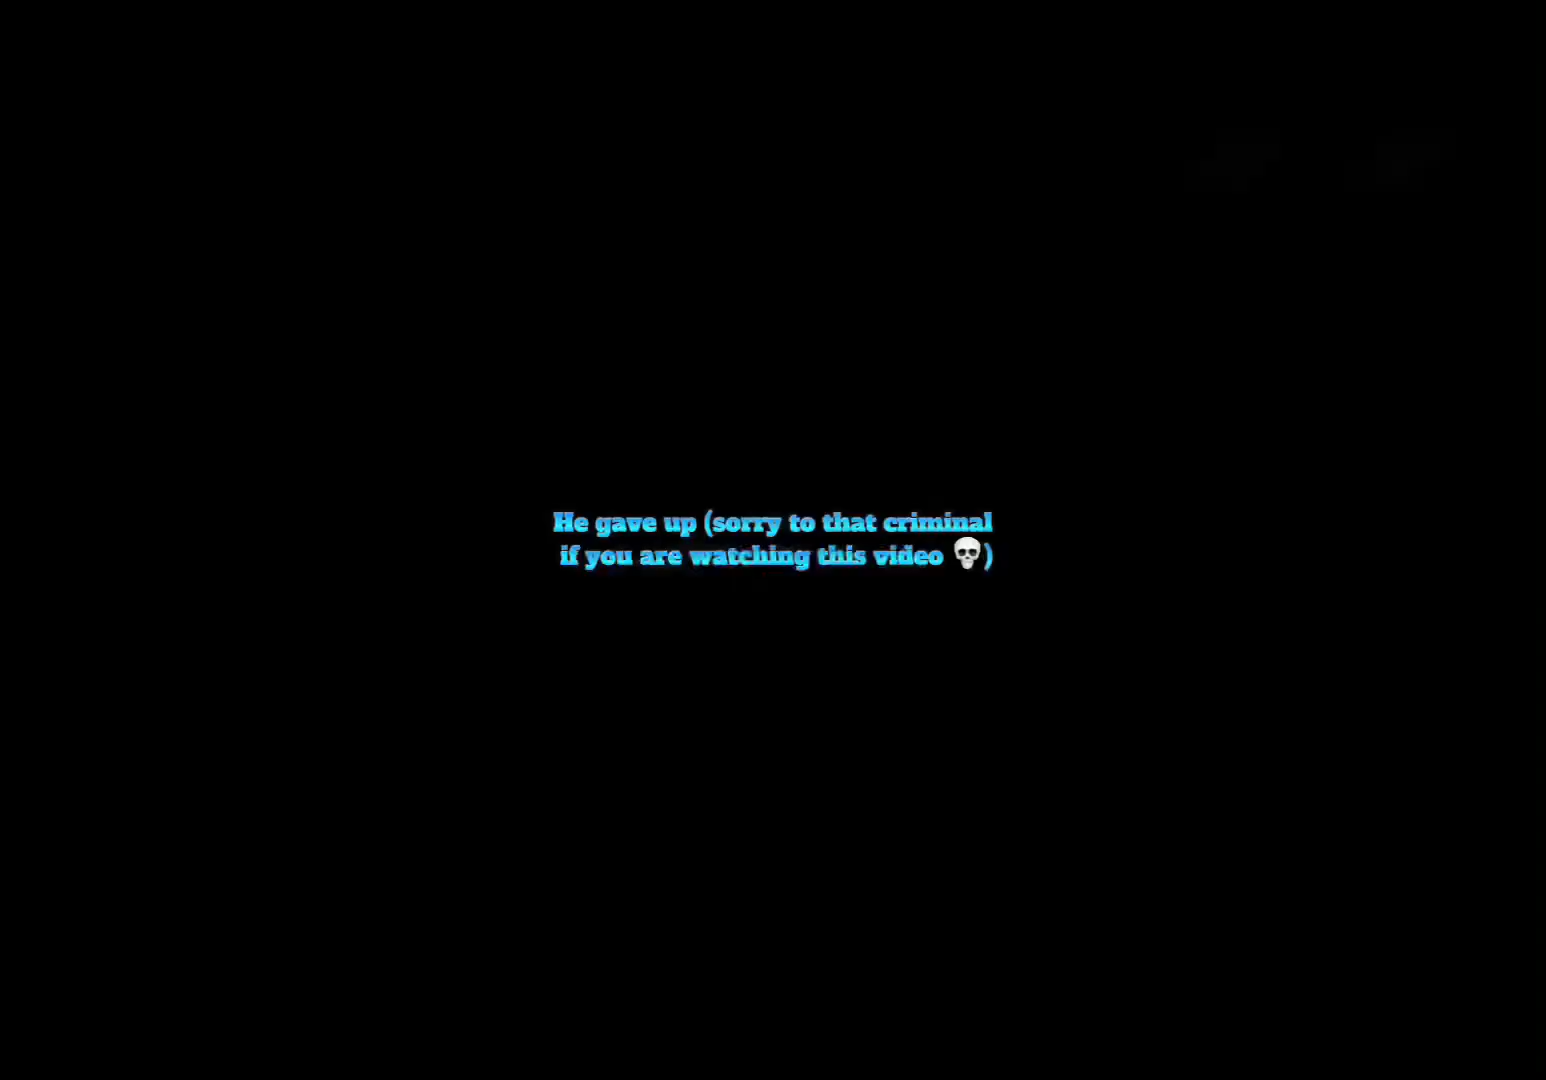 He gave up (sorry to that criminal
if you are watching this video 💀)